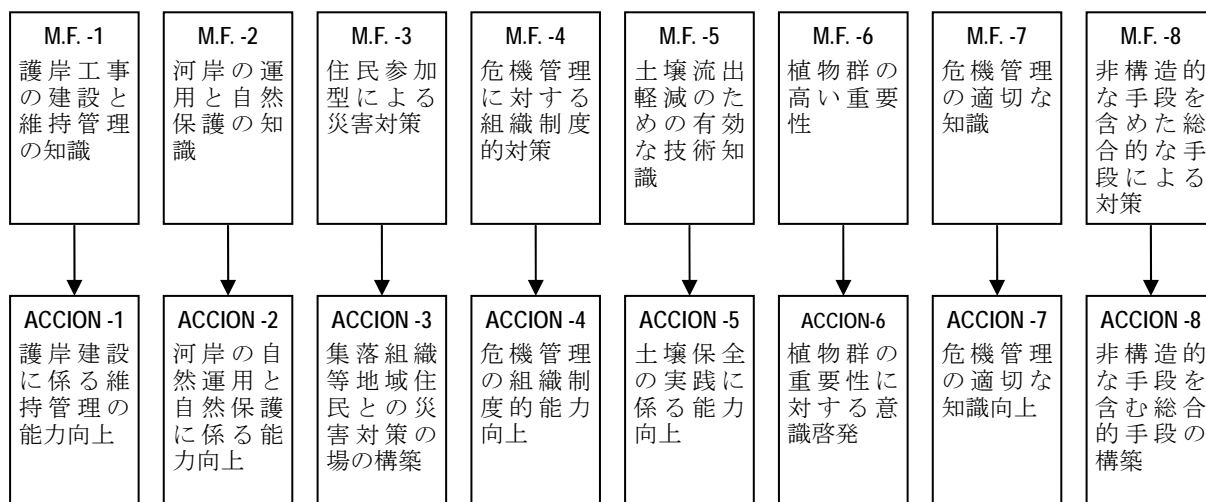 M.F. -1
護岸工事
の建設と
維持管理
の知識
M.F. -2
河岸の運
用と自然
保護の知
識
M.F. -3
住民参加
型による
災害対策
M.F. -4
危機管理
に対する
組織制度
的対策
M.F. -5
土壌流出
軽減のた
めの有効
な技術知
識
M.F. -6
植物群の
高い重要
性
M.F. -7
危機管理
の適切な
知識
M.F. -8
非構造的
な手段を
含めた総
合的な手
段による
対策
ACCION -1
護岸建設
に係る維
持管理の
能力向上
ACCION -2
河岸の自
然運用と
自然保護
に係る能
力向上
ACCION -3
集落組織
等地域住
民との災
害対策の
場の構築
ACCION -4
危機管理
の組織制
度的能力
向上
ACCION -5
土壌保全
の実践に
係る能力
向上
ACCION-6
植物群の
重要性に
対する意
識啓発
ACCION -7
危機管理
の適切な
知識向上
ACCION -8
非構造的
な手段を
含む総合
的手段の
構築